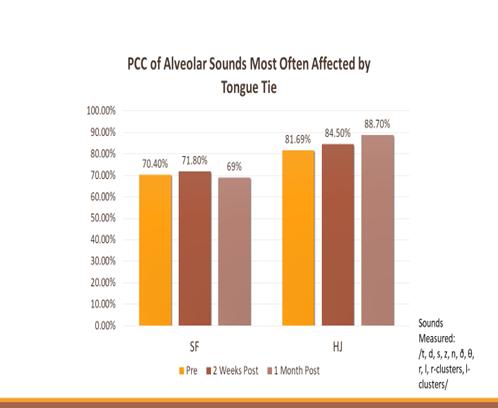 PCC of Alveolar Sounds Most Often Affected by
Tongue Tie
100.00%
90.00%
80.00%
70.00%
60.00%
50.00%
40.00%
30.00%
20.00%
10.00%
0.00%
70.40%
71.80%
69%
81.69%
84.50%
88.70%
SF
HJ
Pre
2 Weeks Post
1 Month Post
Sounds
Measured:
/t, d, s, z, n, ð, θ,
r, l, r-clusters, l-
clusters/